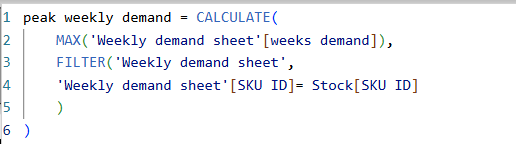 1 peak weekly demand = CALCULATE(
2 MAX('Weekly demand sheet'[weeks demand]),
3 FILTER('Weekly demand sheet',
4 'Weekly demand sheet'[SKU ID]= Stock[SKU ID]
5 )
6 )